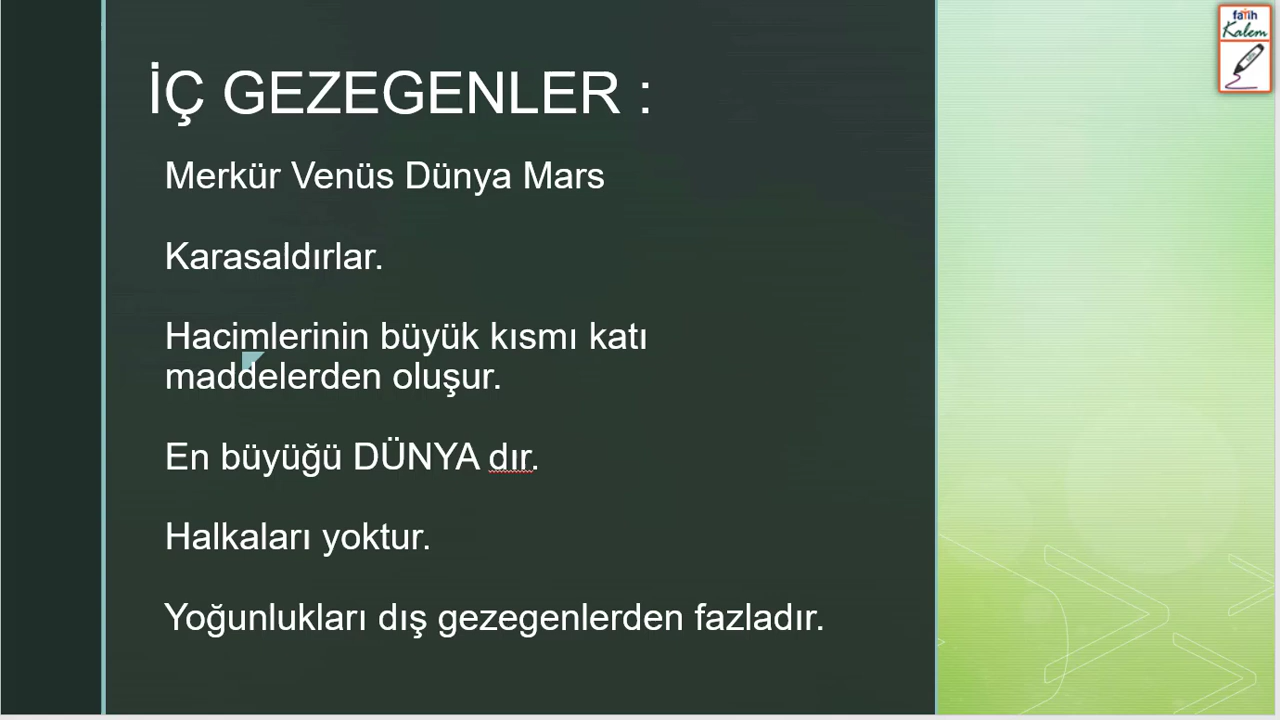 fatih
Kalem
İÇ GEZEGENLER :
Merkür Venüs Dünya Mars
Karasaldırlar.
Hacimlerinin büyük kısmı katı
maddelerden oluşur.
En büyüğü DÜNYA dır.
Halkaları yoktur.
Yoğunlukları dış gezegenlerden fazladır.